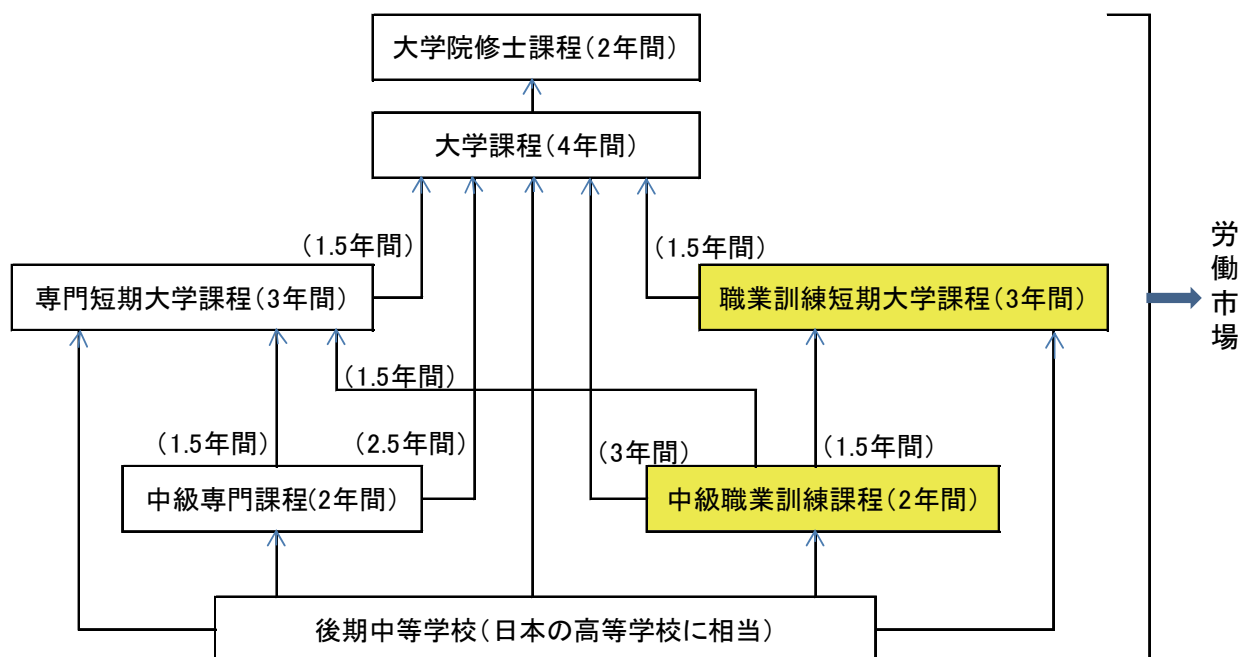 大学院修士課程（2年間）
大学課程（4年間）
（1.5年間）
（1.5年間）
専門短期大学課程（3年間）
職業訓練短期大学課程（3年間）
労働市場
（1.5年間）
（1.5年間）
（2.5年間）
（3年間）
（1.5年間）
中級専門課程（2年間）
中級職業訓練課程（2年間）
後期中等学校（日本の高等学校に相当）